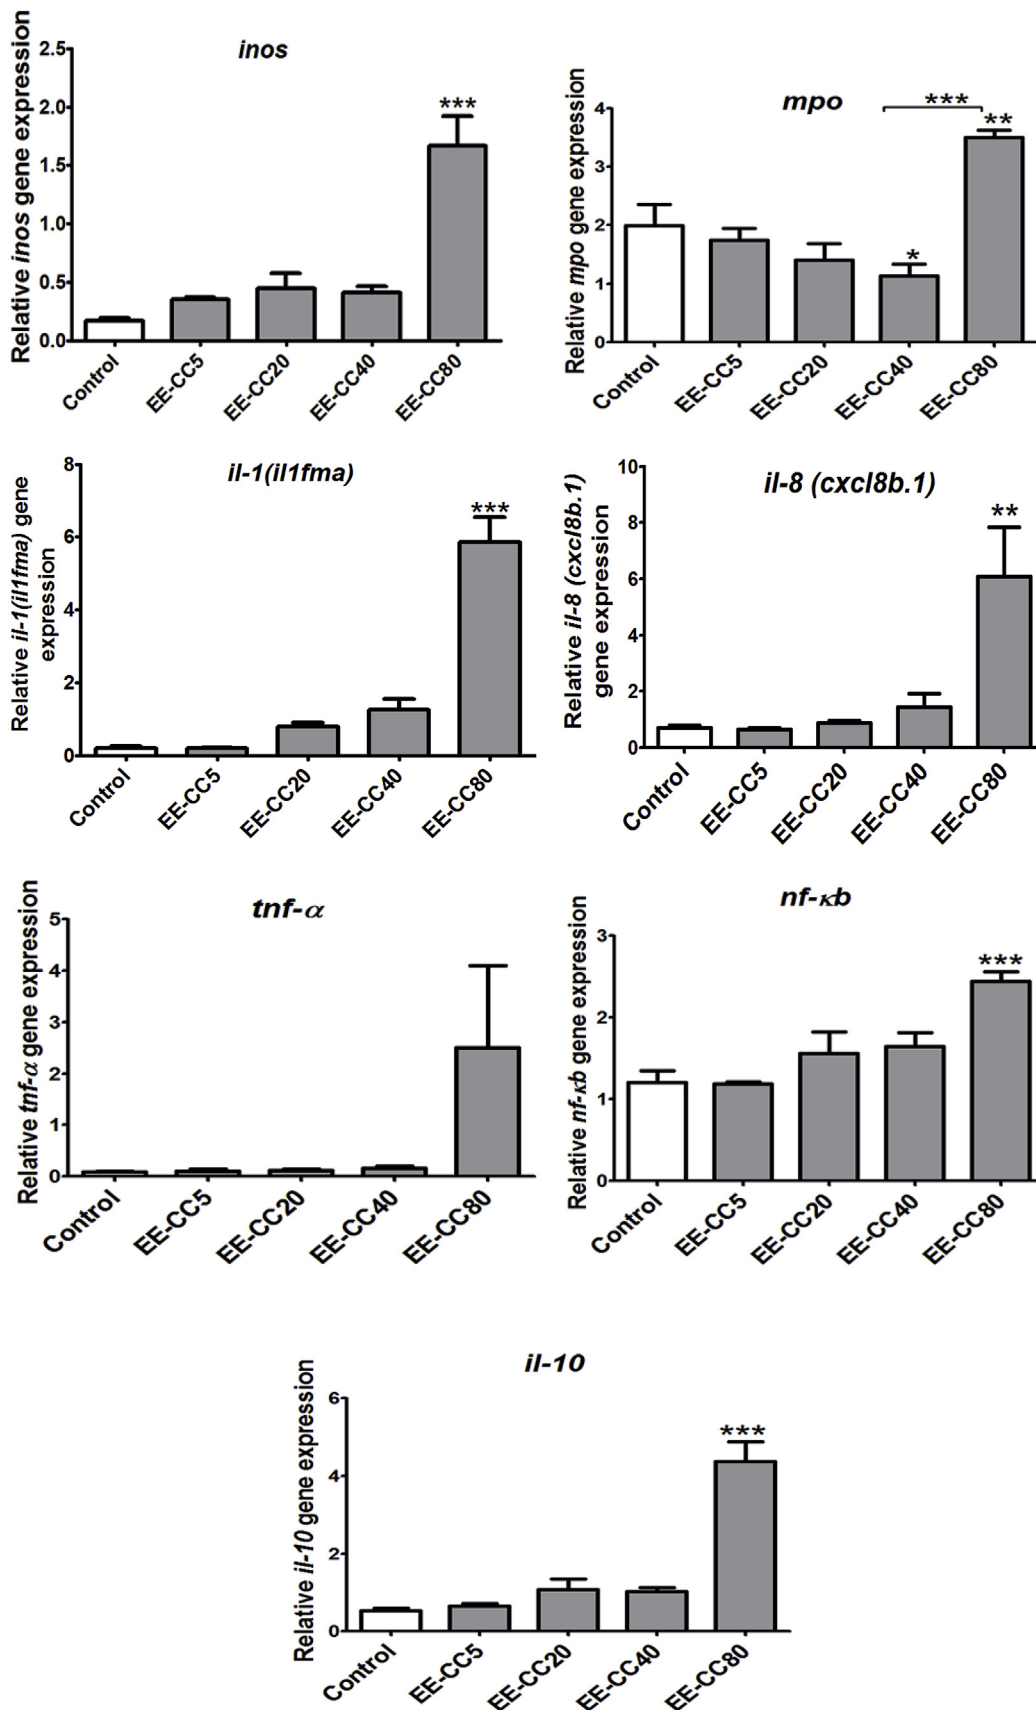 inos
Relative inos gene expression
2.5
2.0
1.5
1.0
0.5
0.0
***
Control
EE-CC5
EE-CC20
EE-CC40
EE-CC80
mpo
Relative mpo gene expression
4
3
2
1
0
***
**
*
Control
EE-CC5
EE-CC20
EE-CC40
EE-CC80
il-1(il1fma)
Relative il-1(il1fma) gene
expression
8
6
4
2
0
***
Control
EE-CC5
EE-CC20
EE-CC40
EE-CC80
il-8 (cxcl8b.1)
Relative il-8 (cxcl8b.1)
gene expression
10
8
6
4
2
0
**
Control
EE-CC5
EE-CC20
EE-CC40
EE-CC80
tnf-α
Relative tnf-α gene expression
5
4
3
2
1
0
Control
EE-CC5
EE-CC20
EE-CC40
EE-CC80
nf-κb
Relative nf-κb gene expression
3
2
1
0
***
Control
EE-CC5
EE-CC20
EE-CC40
EE-CC80
il-10
Relative il-10 gene expression
6
4
2
0
***
Control
EE-CC5
EE-CC20
EE-CC40
EE-CC80